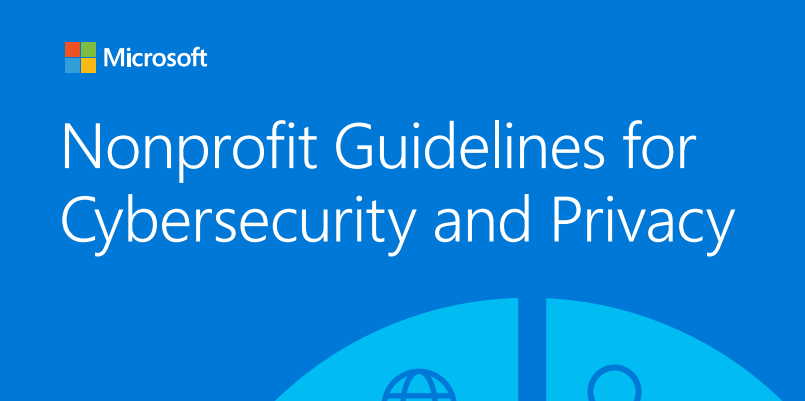 Microsoft
Nonprofit Guidelines for
Cybersecurity and Privacy